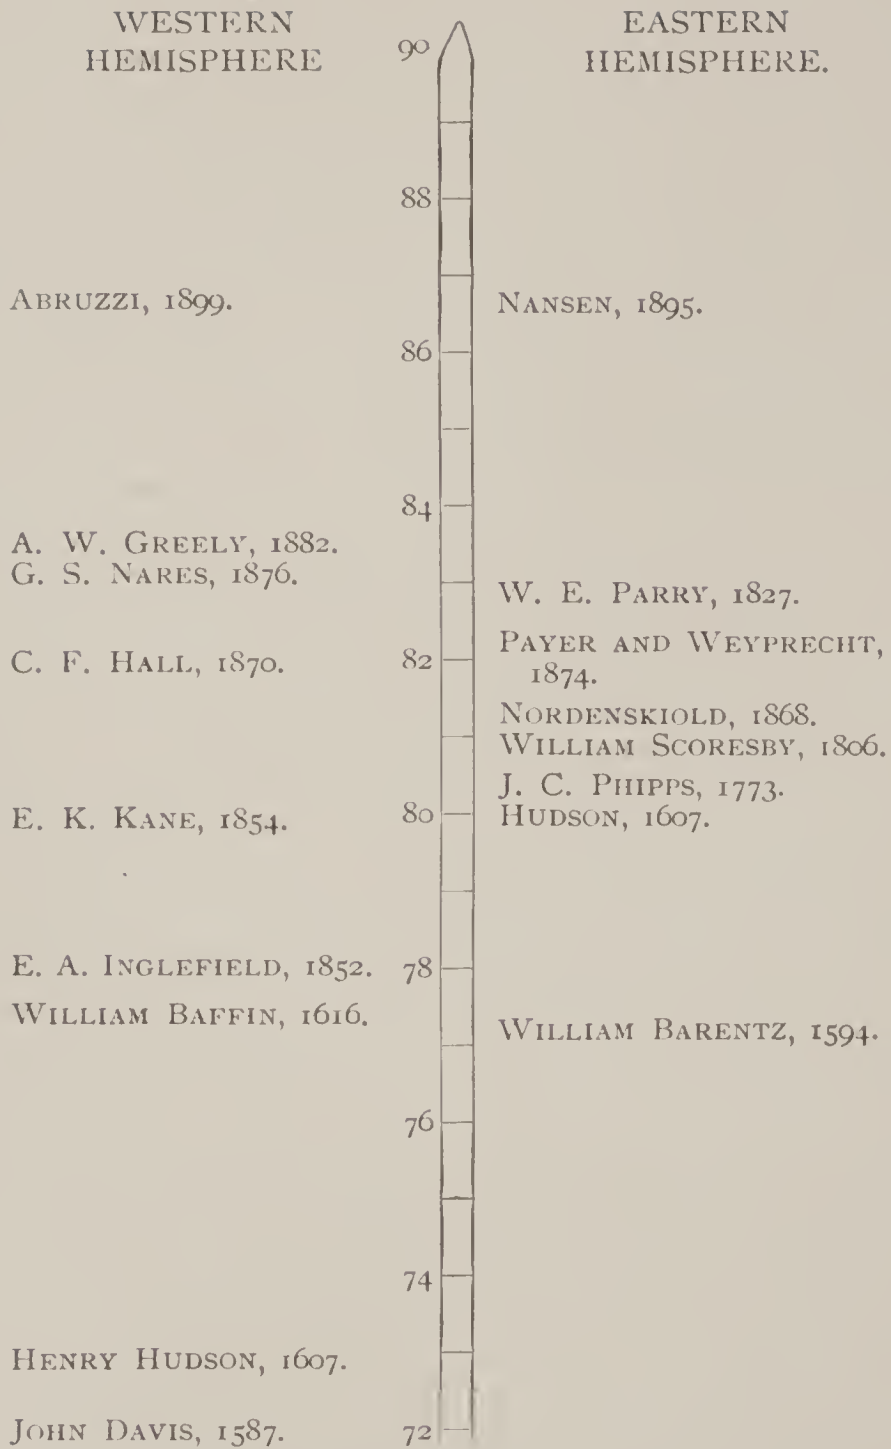 WESTERN
HEMISPHERE
EASTERN
HEMISPHERE.
90
88
ABRUZZI, 1899.
NANSEN, 1895.
86
84
A. W. GREELY, 1882.
G. S. NARES, 1876.
W. E. PARRY, 1827.
C. F. HALL, 1870.
82
PAYER AND WEYPRECHT,
1874.
NORDENSKIOLD, 1868.
WILLIAM SCORESBY, 1806.
J. C. PHIPPS, 1773.
E. K. KANE, 1854.
80
HUDSON, 1607.
E. A. INGLEFIELD, 1852.
78
WILLIAM BAFFIN, 1616.
WILLIAM BARENTZ, 1594.
76
74
HENRY HUDSON, 1607.
JOHN DAVIS, 1587.
72